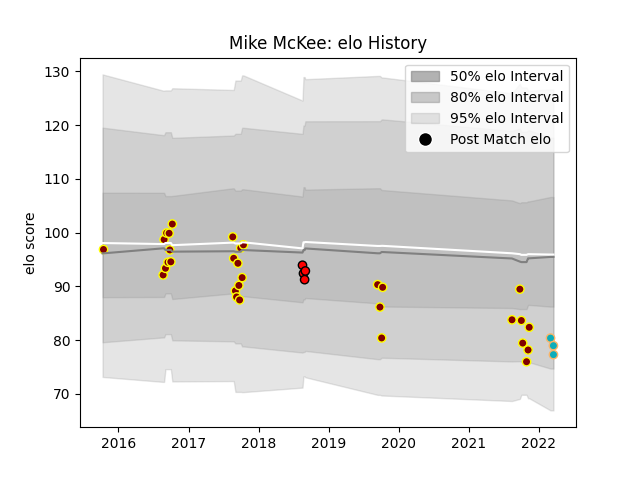 Mike McKee: elo History
50% elo Interval
80% elo Interval
95% elo Interval
Post Match elo
elo score
130
120
110
100
90
80
70
2016 2017 2018 2019 2020 2021 2022